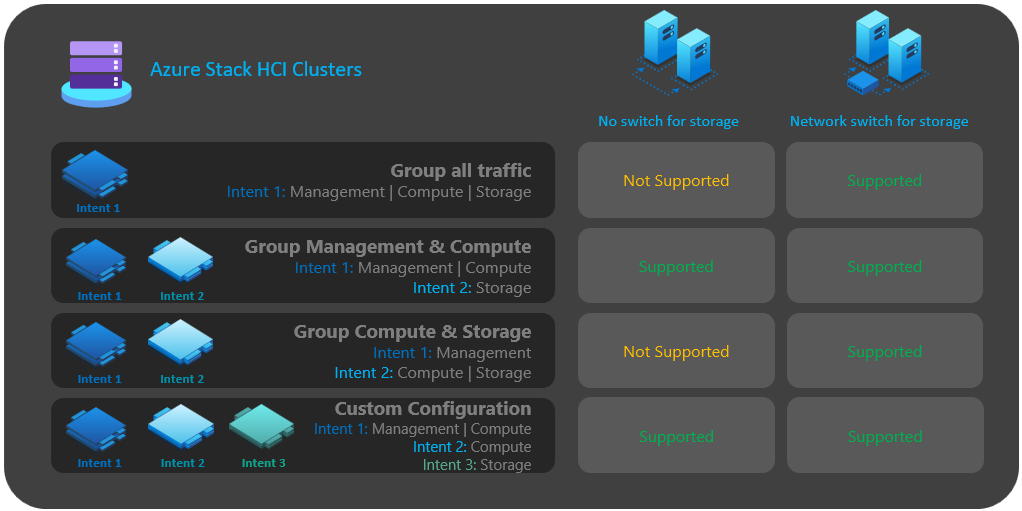 Azure Stack HCI Clusters
No switch for storage
Network switch for storage
Group all traffic
Intent 1: Management | Compute | Storage
Intent 1
Not Supported
Supported
Group Management & Compute
Intent 1: Management | Compute
Intent 2: Storage
Intent 1
Intent 2
Supported
Supported
Group Compute & Storage
Intent 1: Management
Intent 2: Compute | Storage
Intent 1
Intent 2
Not Supported
Supported
Custom Configuration
Intent 1: Management | Compute
Intent 2: Compute
Intent 3: Storage
Intent 1
Intent 2
Intent 3
Supported
Supported